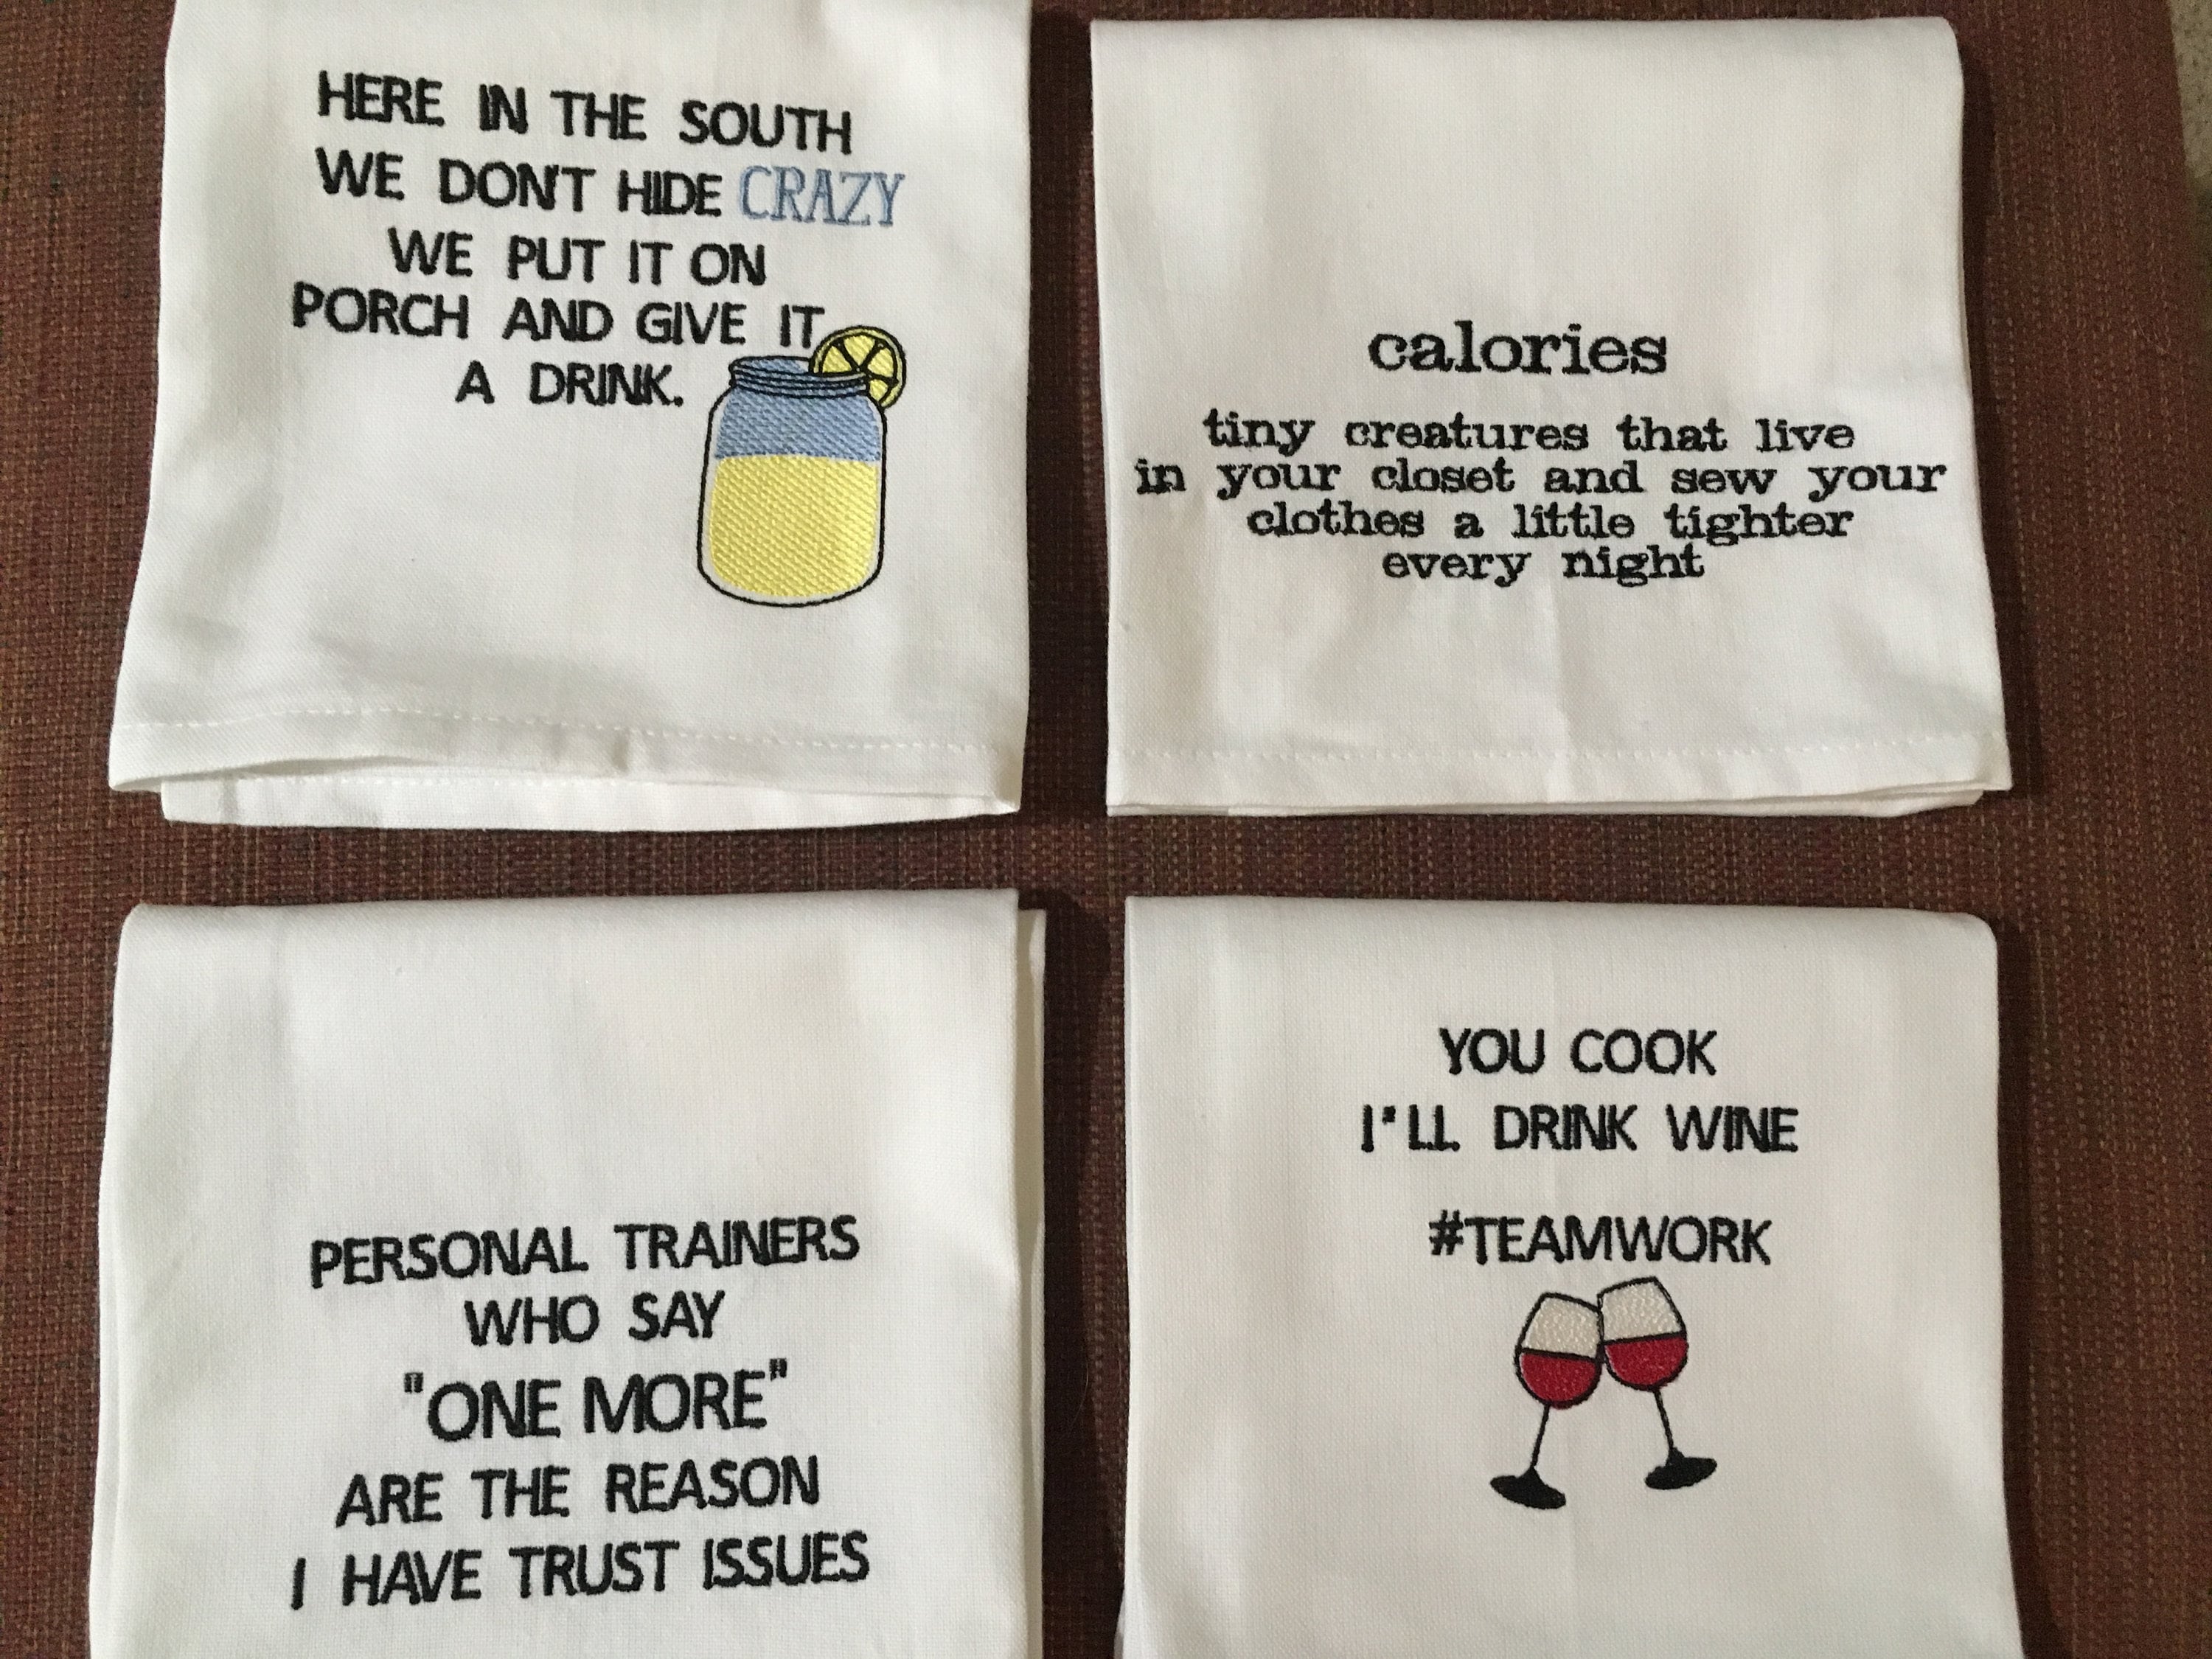 HERE IN THE SOUTH
WE DON'T HIDE CRAZY
WE PUT IT ON
PORCH AND GIVE IT
A DRINK.
calories
tiny creatures that live
in your closet and sew your
clothes a little tighter
every night
PERSONAL TRAINERS
WHO SAY
"ONE MORE"
ARE THE REASON
I HAVE TRUST ISSUES
YOU COOK
I'LL DRINK WINE
#TEAMWORK